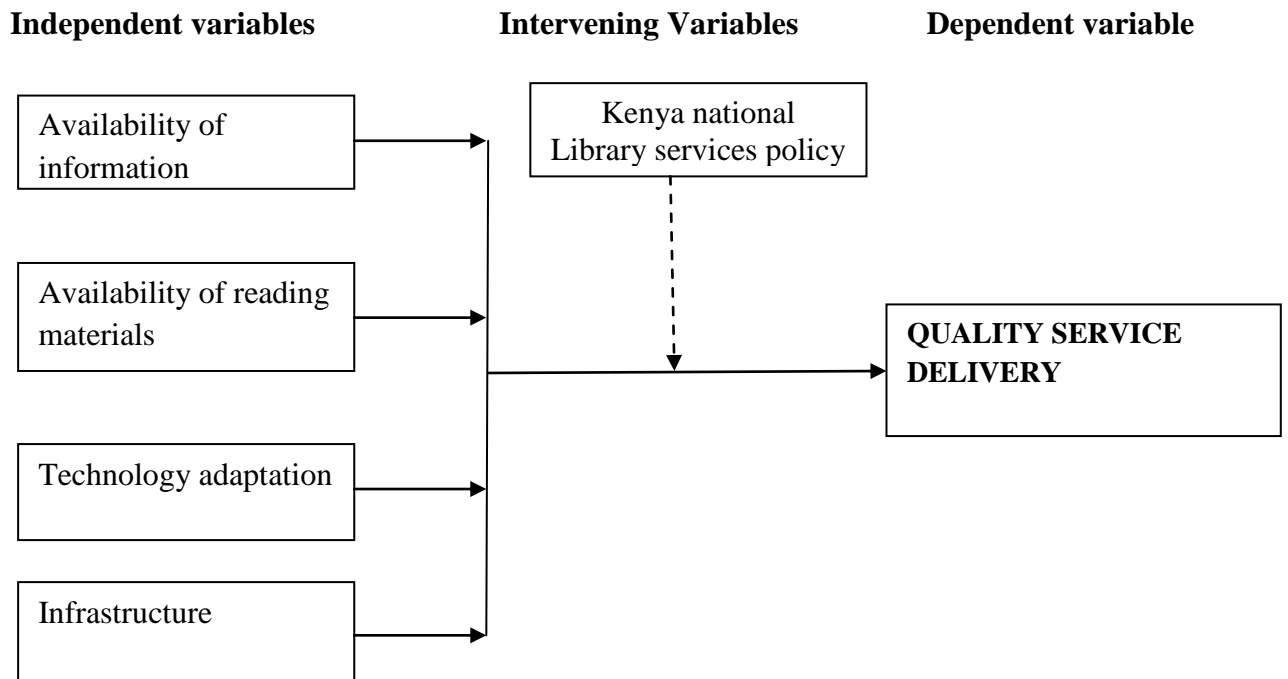 Independent variables
Intervening Variables
Dependent variable
Availability of
information
Kenya national
Library services policy
Availability of reading
materials
QUALITY SERVICE
DELIVERY
Technology adaptation
Infrastructure